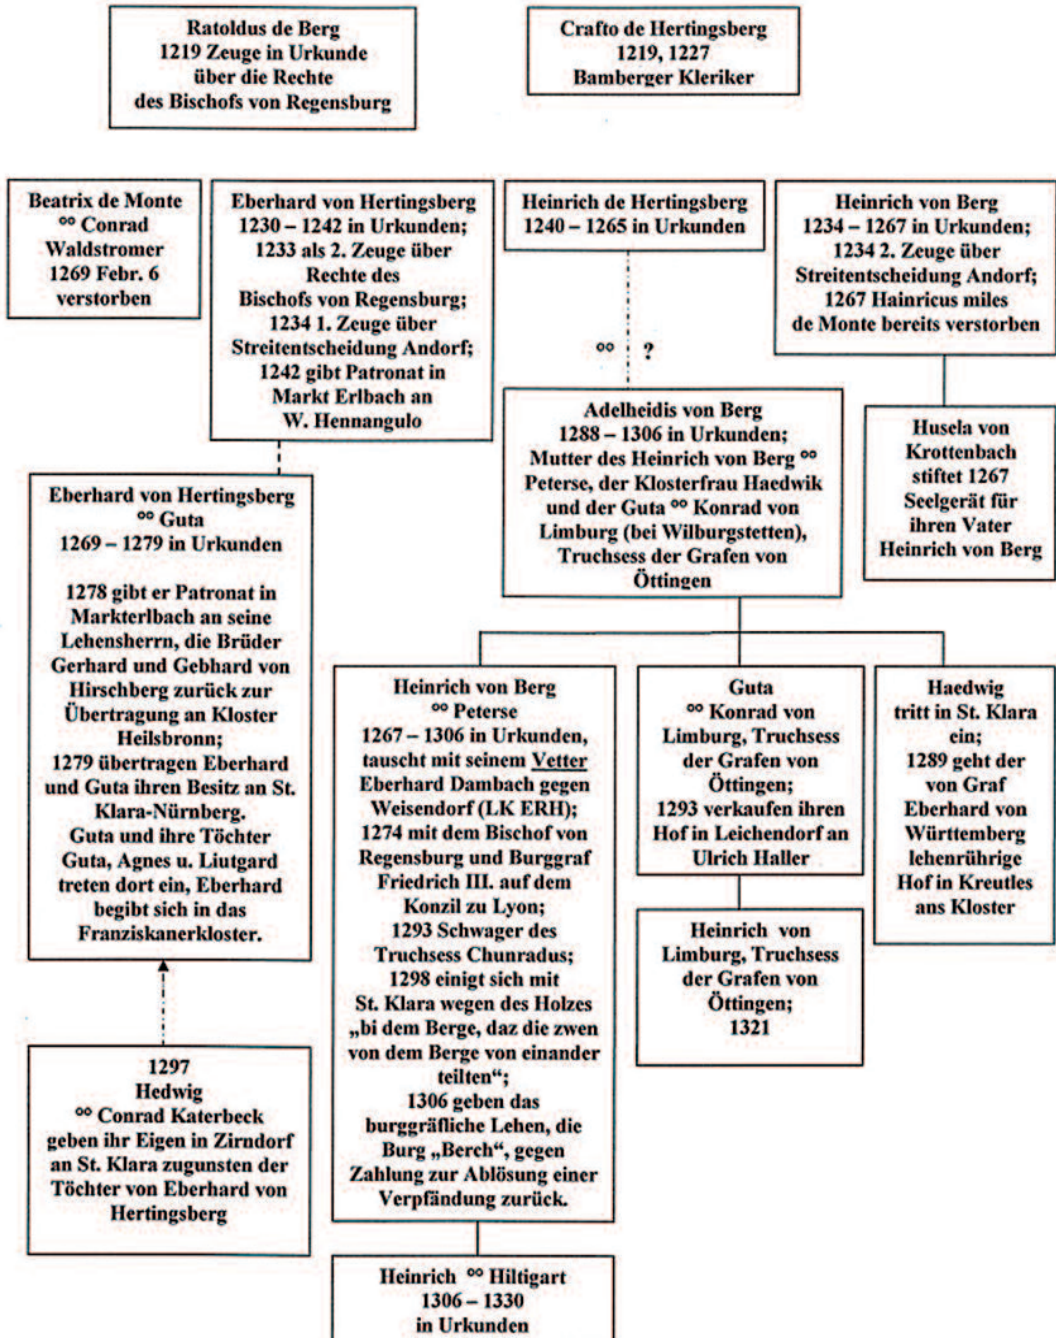 Ratoldus de Berg
1219 Zeuge in Urkunde
über die Rechte
des Bischofs von Regensburg
Crafto de Hertingsberg
1219, 1227
Bamberger Kleriker
Beatrix de Monte
⚭ Conrad
Waldstromer
1269 Febr. 6
verstorben
Eberhard von Hertingsberg
1230 – 1242 in Urkunden;
1233 als 2. Zeuge über
Rechte des
Bischofs von Regensburg;
1234 1. Zeuge über
Streitentscheidung Andorf;
1242 gibt Patronat in
Markt Erlbach an
W. Hennangulo
Heinrich de Hertingsberg
1240 – 1265 in Urkunden
Heinrich von Berg
1234 – 1267 in Urkunden;
1234 2. Zeuge über
Streitentscheidung Andorf;
1267 Hainricus miles
de Monte bereits verstorben
⚭ ?
Adelheidis von Berg
1288 – 1306 in Urkunden;
Mutter des Heinrich von Berg ⚭
Peterse, der Klosterfrau Haedwik
und der Guta ⚭ Konrad von
Limburg (bei Wilburgstetten),
Truchsess der Grafen von
Öttingen
Husela von
Krottenbach
stiftet 1267
Seelgerät für
ihren Vater
Heinrich von Berg
Eberhard von Hertingsberg
⚭ Guta
1269 – 1279 in Urkunden
1278 gibt er Patronat in
Markterlbach an seine
Lehensherrn, die Brüder
Gerhard und Gebhard von
Hirschberg zurück zur
Übertragung an Kloster
Heilsbronn;
1279 übertragen Eberhard
und Guta ihren Besitz an St.
Klara-Nürnberg.
Guta und ihre Töchter
Guta, Agnes u. Liutgard
treten dort ein, Eberhard
begibt sich in das
Franziskanerkloster.
Heinrich von Berg
⚭ Peterse
1267 – 1306 in Urkunden,
tauscht mit seinem Vetter
Eberhard Dambach gegen
Weisendorf (LK ERH);
1274 mit dem Bischof von
Regensburg und Burggraf
Friedrich III. auf dem
Konzil zu Lyon;
1293 Schwager des
Truchsess Chunradus;
1298 einigt sich mit
St. Klara wegen des Holzes
„bi dem Berge, daz die zwen
von dem Berge von einander
teilten“;
1306 geben das
burggräfliche Lehen, die
Burg „Berch“, gegen
Zahlung zur Ablösung einer
Verpfändung zurück.
Guta
⚭ Konrad von
Limburg, Truchsess
der Grafen von
Öttingen;
1293 verkaufen ihren
Hof in Leichendorf an
Ulrich Haller
Haedwig
tritt in St. Klara
ein;
1289 geht der
von Graf
Eberhard von
Württemberg
lehenrührige
Hof in Kreutles
ans Kloster
Heinrich von
Limburg, Truchsess
der Grafen von
Öttingen;
1321
1297
Hedwig
⚭ Conrad Katerbeck
geben ihr Eigen in Zirndorf
an St. Klara zugunsten der
Töchter von Eberhard von
Hertingsberg
Heinrich ⚭ Hiltigart
1306 – 1330
in Urkunden